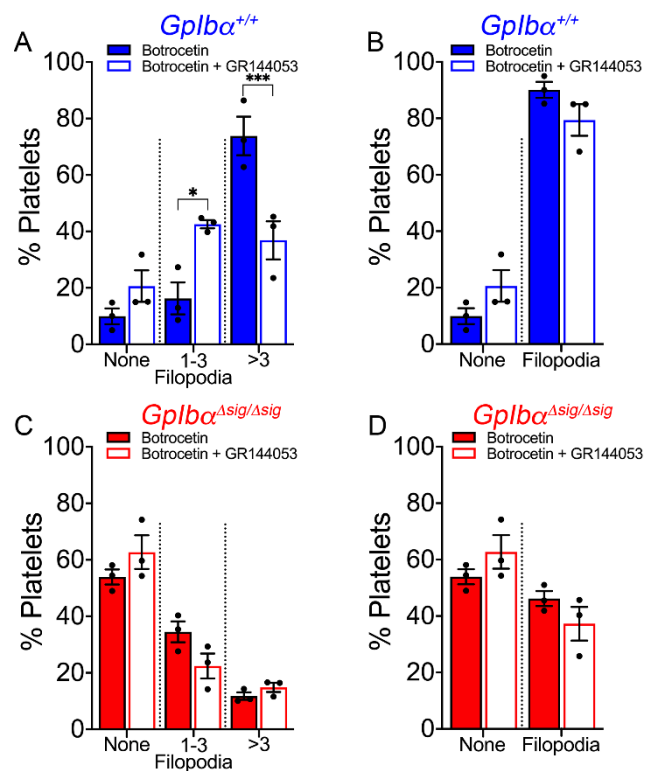 A
GpIbα+/+
Botrocetin
Botrocetin + GR144053
***
*
% Platelets
100
80
60
40
20
0
None
1-3
>3
Filopodia
B
GpIbα+/+
Botrocetin
Botrocetin + GR144053
% Platelets
100
80
60
40
20
0
None
Filopodia
C
GpIbαΔsig/Δsig
Botrocetin
Botrocetin + GR144053
% Platelets
100
80
60
40
20
0
None
1-3
>3
Filopodia
D
GpIbαΔsig/Δsig
Botrocetin
Botrocetin + GR144053
% Platelets
100
80
60
40
20
0
None
Filopodia